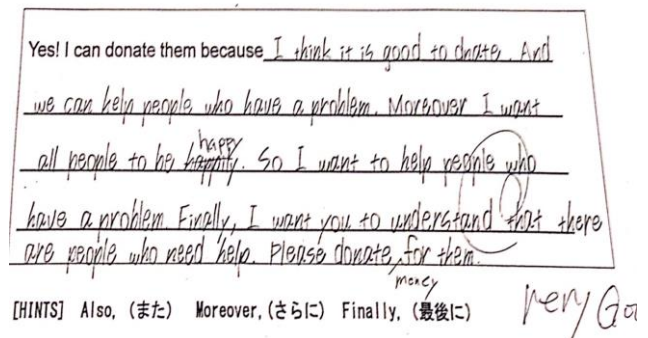 Yes! I can donate them because I think it is good to dnate. And
we can help people who have a problem. Moreover I want
happy
all people to be happily. So I want to help people who
have a problem Finally, I want you to understand that there
are people who need help. Please donate for them.
money
[HINTS] Also, (また) Moreover, (さらに) Finally, (最後に)
very Goo